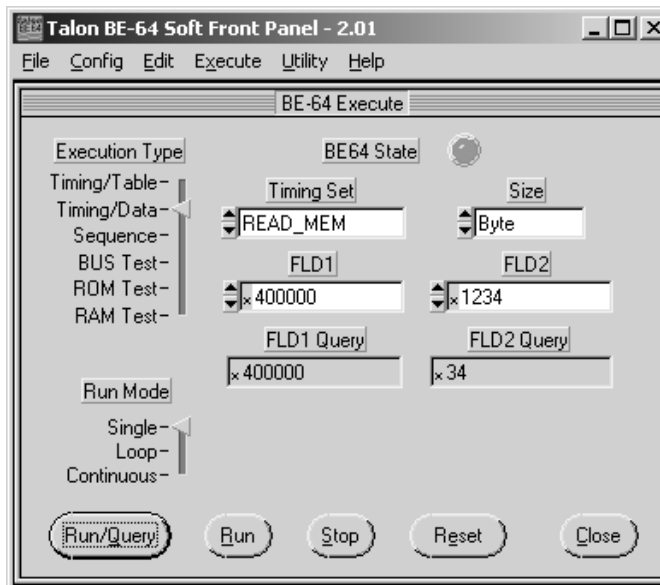 Talon BE-64 Soft Front Panel - 2.01
File Config Edit Execute Utility Help
BE-64 Execute
Execution Type
Timing/Table
Timing/Data
Sequence
BUS Test
ROM Test
RAM Test
BE64 State
Timing Set
READ_MEM
Size
Byte
FLD1
x 400000
FLD2
x 1234
FLD1 Query
x 400000
FLD2 Query
x 34
Run Mode
Single
Loop
Continuous
Run/Query Run Stop Reset Close